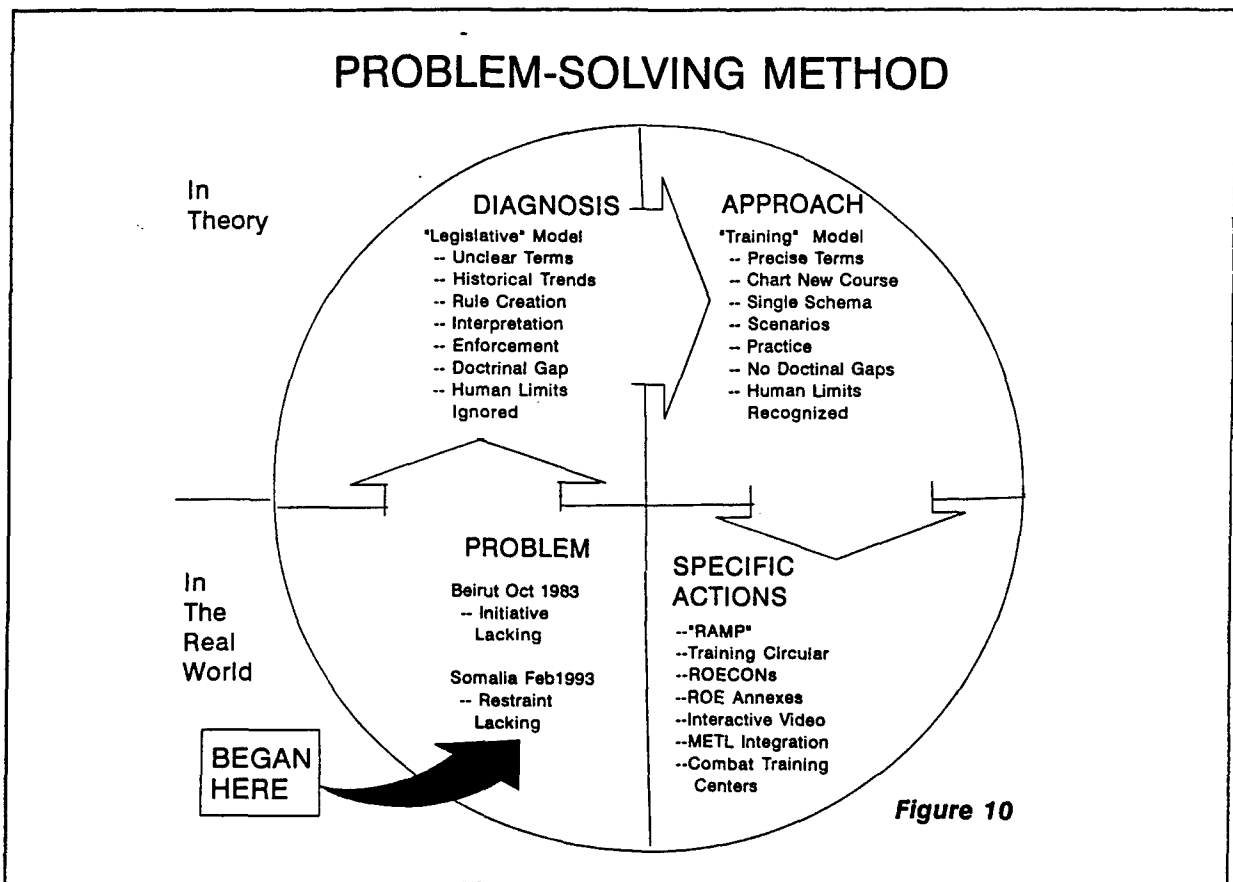 PROBLEM-SOLVING METHOD
In
Theory
DIAGNOSIS
"Legislative" Model
-- Unclear Terms
-- Historical Trends
-- Rule Creation
-- Interpretation
-- Enforcement
-- Doctrinal Gap
-- Human Limits
Ignored
APPROACH
"Training" Model
-- Precise Terms
-- Chart New Course
-- Single Schema
-- Scenarios
-- Practice
-- No Doctinal Gaps
-- Human Limits
Recognized
In
The
Real
World
PROBLEM
Beirut Oct 1983
-- Initiative
Lacking
Somalia Feb1993
-- Restraint
Lacking
BEGAN
HERE
SPECIFIC
ACTIONS
--"RAMP"
--Training Circular
--ROECONs
--ROE Annexes
--Interactive Video
--METL Integration
--Combat Training
Centers
Figure 10